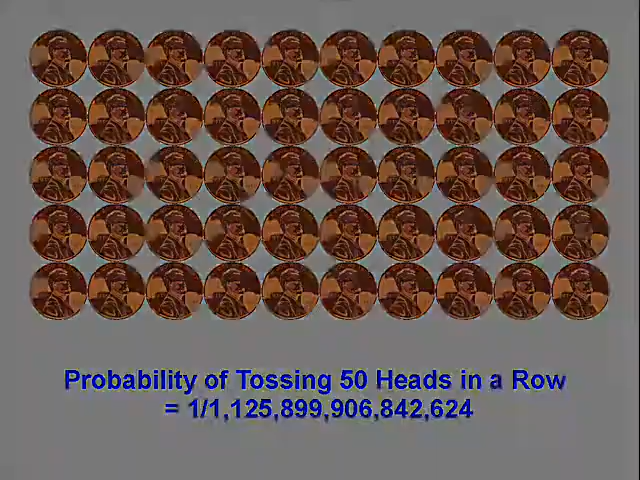 Probability of Tossing 50 Heads in a Row
= 1/1,125,899,906,842,624